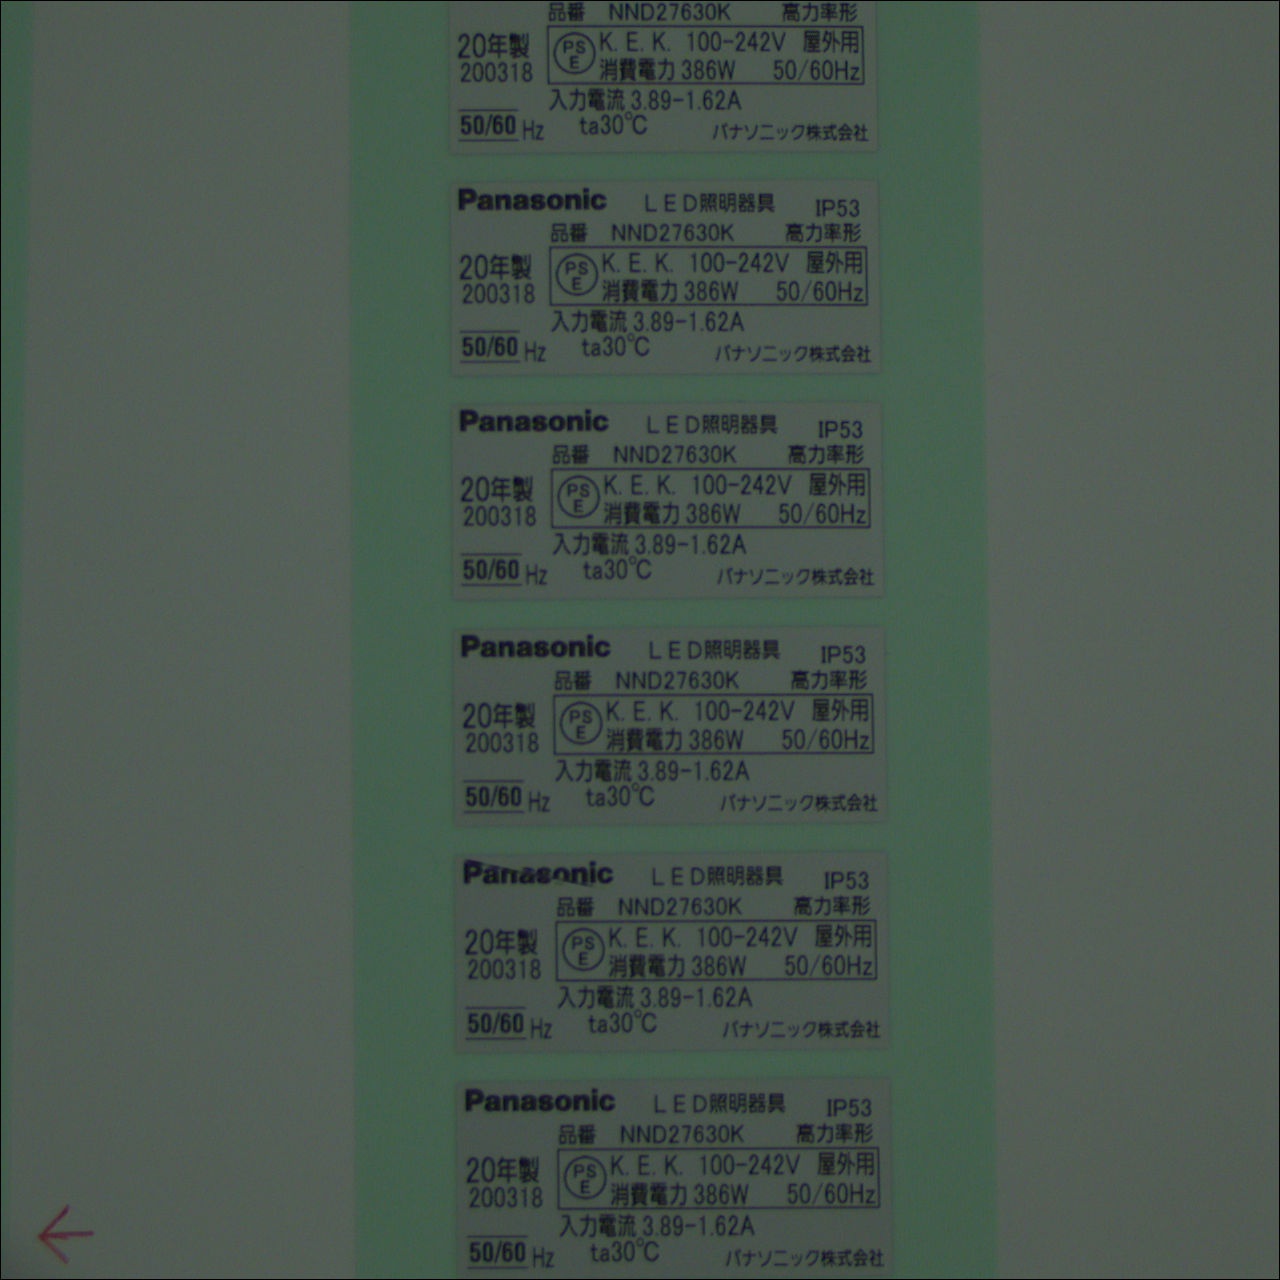 品番 NND27630K 高力率形
20年製 PSE K. E. K. 100-242V 屋外用
200318 消費電力 386W 50/60Hz
入力電流 3.89-1.62A
50/60 Hz ta30℃ パナソニック株式会社
Panasonic LED照明器具 IP53
品番 NND27630K 高力率形
20年製 PSE K. E. K. 100-242V 屋外用
200318 消費電力 386W 50/60Hz
入力電流 3.89-1.62A
50/60 Hz ta30℃ パナソニック株式会社
Panasonic LED照明器具 IP53
品番 NND27630K 高力率形
20年製 PSE K. E. K. 100-242V 屋外用
200318 消費電力 386W 50/60Hz
入力電流 3.89-1.62A
50/60 Hz ta30℃ パナソニック株式会社
Panasonic LED照明器具 IP53
品番 NND27630K 高力率形
20年製 PSE K. E. K. 100-242V 屋外用
200318 消費電力 386W 50/60Hz
入力電流 3.89-1.62A
50/60 Hz ta30℃ パナソニック株式会社
Panasonic LED照明器具 IP53
品番 NND27630K 高力率形
20年製 PSE K. E. K. 100-242V 屋外用
200318 消費電力 386W 50/60Hz
入力電流 3.89-1.62A
50/60 Hz ta30℃ パナソニック株式会社
Panasonic LED照明器具 IP53
品番 NND27630K 高力率形
20年製 PSE K. E. K. 100-242V 屋外用
200318 消費電力 386W 50/60Hz
入力電流 3.89-1.62A
50/60 Hz ta30℃ パナソニック株式会社